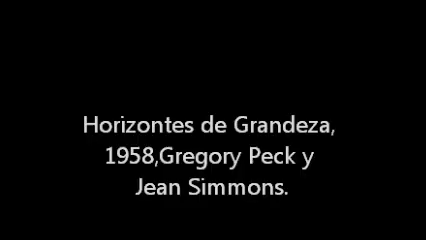 Horizontes de Grandeza,
1958,Gregory Peck y
Jean Simmons.